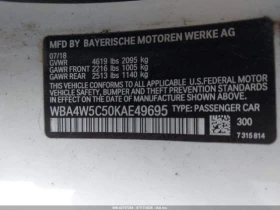 MFD BY BAYERISCHE MOTOREN WERKE AG
07/18
GVWR 4619 lbs 2095 kg
GAWR FRONT 2216 lbs 1005 kg
GAWR REAR 2513 lbs 1140 kg
THIS VEHICLE CONFORMS TO ALL APPLICABLE
U.S.FEDERAL MOTOR
VEHICLE SAFETY, BUMPER, AND THEFT PREVENTION
STANDARDS IN EFFECT ON THE DATE OF
MANUFACTURE SHOWN ABOVE.
WBA4W5C50KAE49695 TYPE: PASSENGER CAR
300
7 315 814